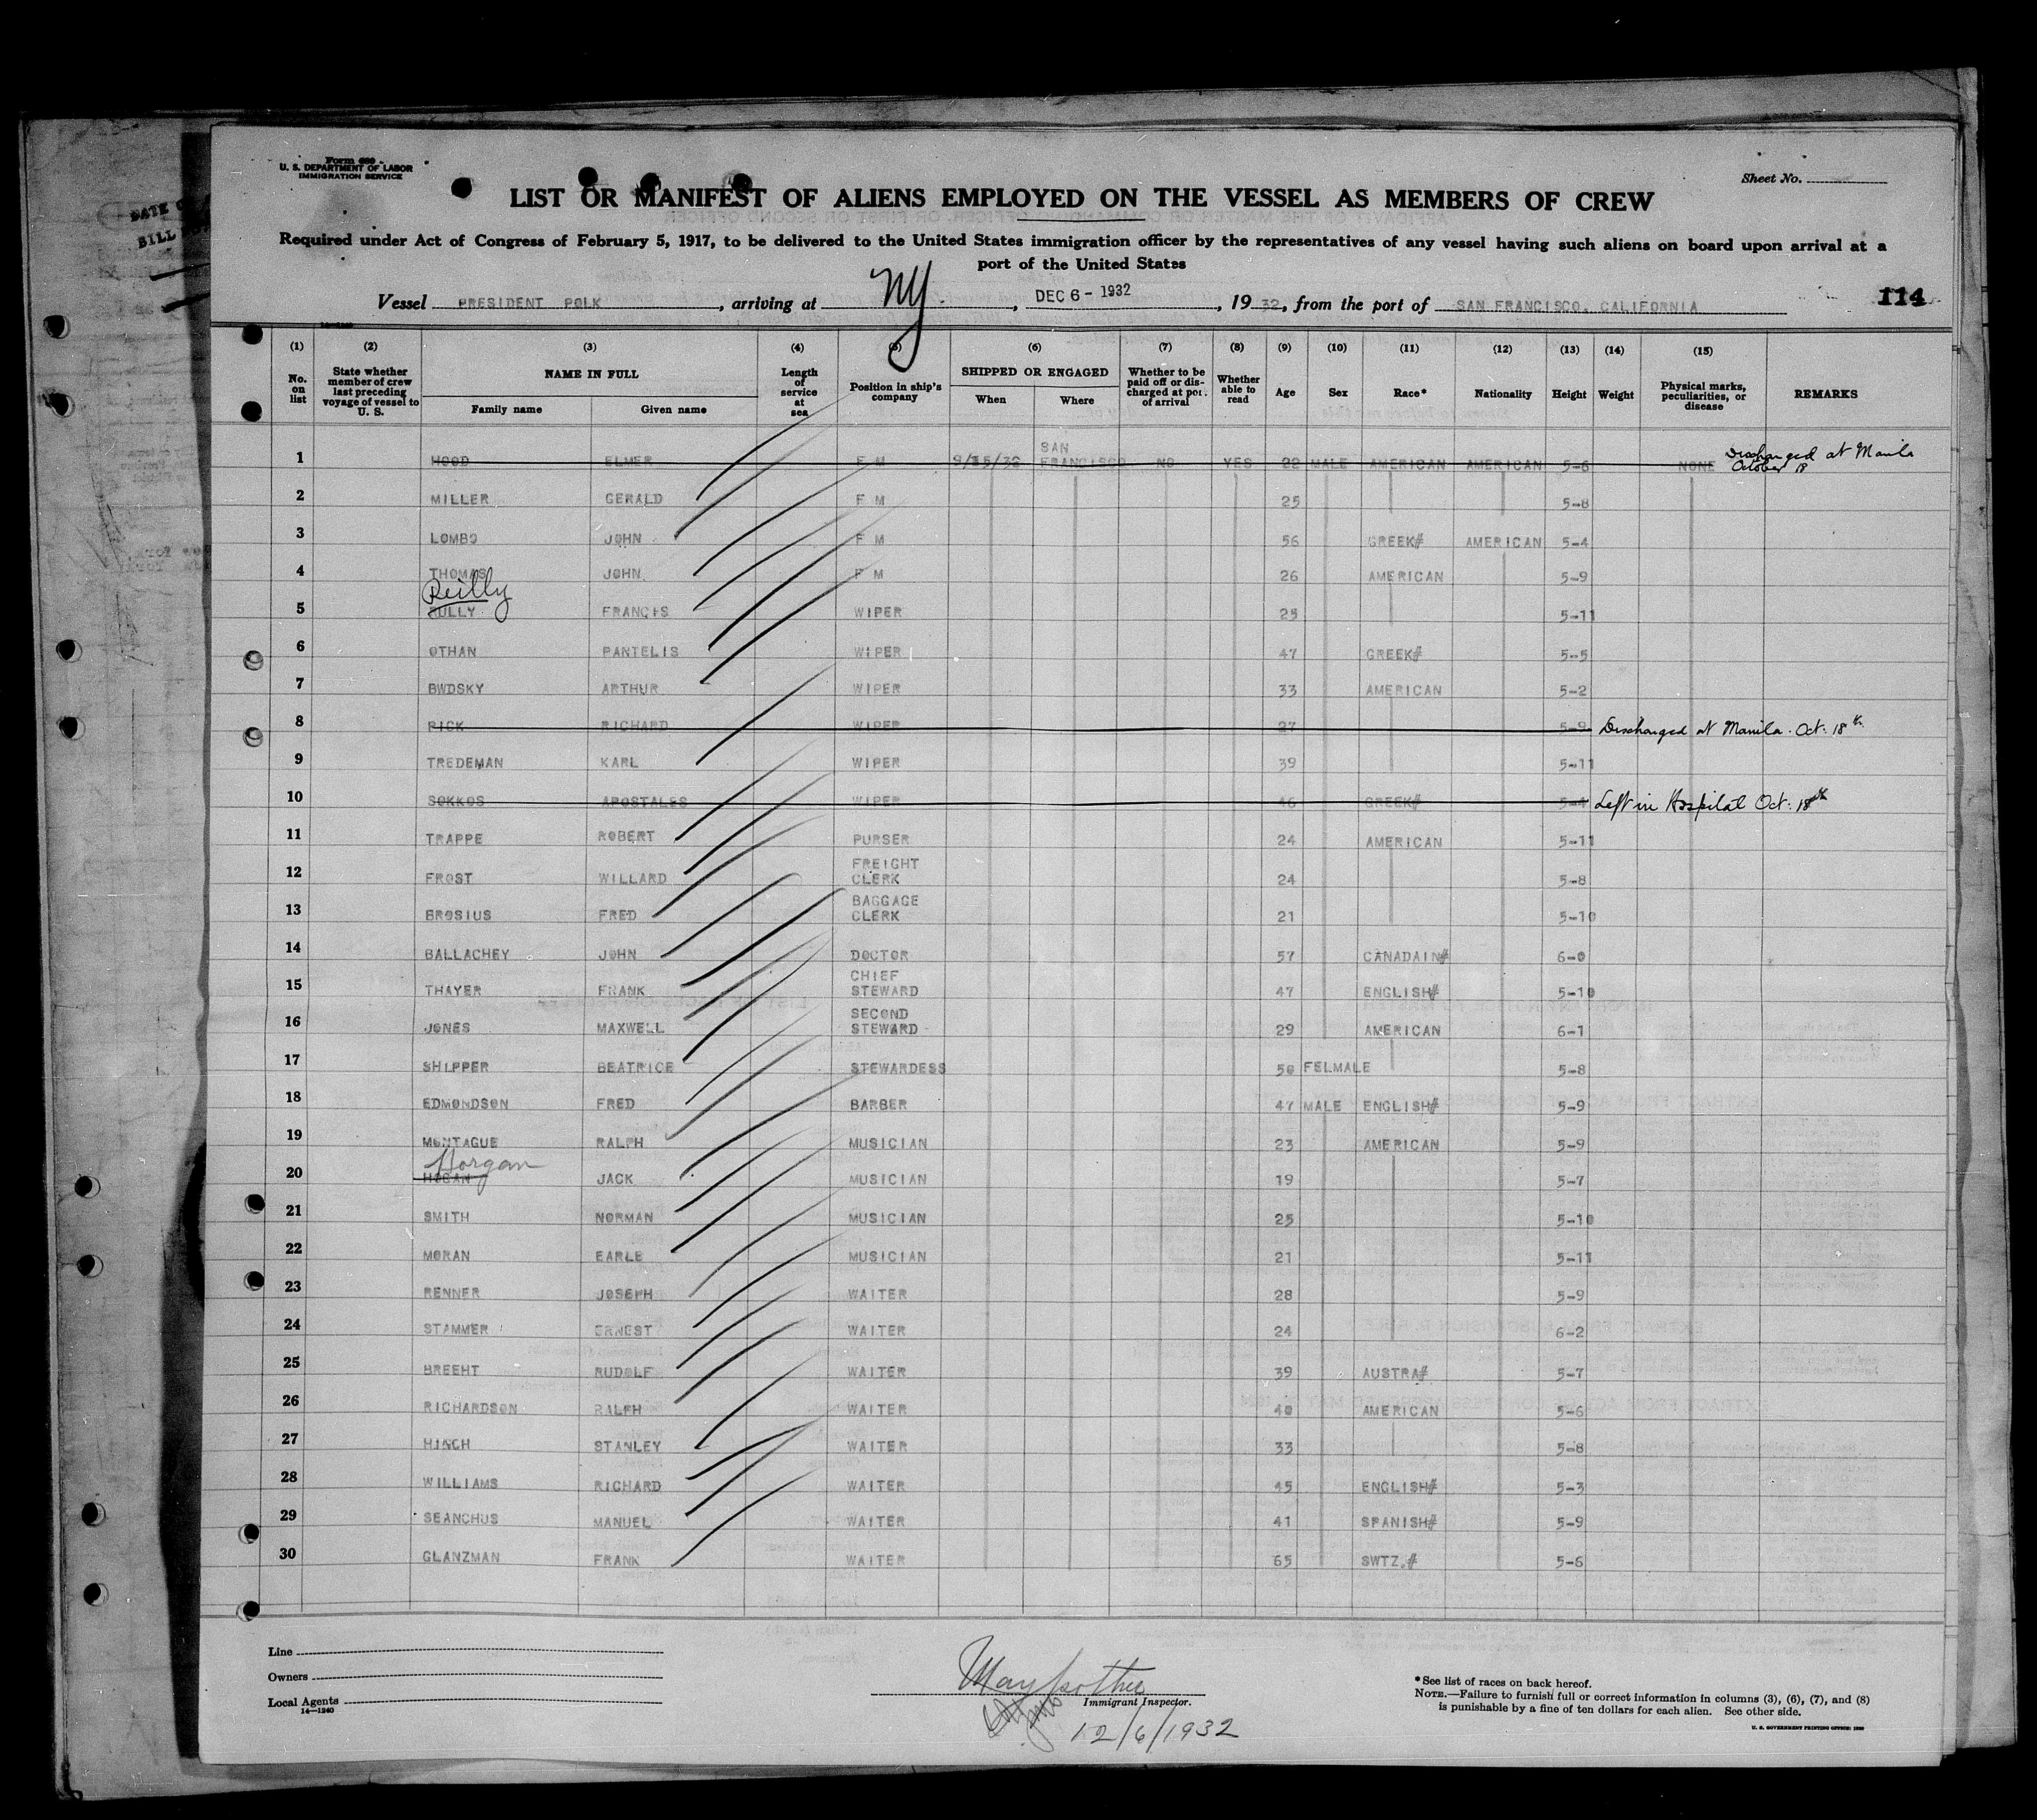 Form 689
U. S. DEPARTMENT OF LABOR
IMMIGRATION SERVICE
Sheet No.
LIST OR MANIFEST OF ALIENS EMPLOYED ON THE VESSEL AS MEMBERS OF CREW
Required under Act of Congress of February 5, 1917, to be delivered to the United States immigration officer by the representatives of any vessel having such aliens on board upon arrival at a
port of the United States
Vessel PRESIDENT POLK, arriving at NY., DEC 6 - 1932, 19 32, from the port of SAN FRANCISCO, CALIFORNIA 114
(1) (2) (3) (4) (5) (6) (7) (8) (9) (10) (11) (12) (13) (14) (15)
No. on list State whether member of crew last preceding voyage of vessel to U. S. NAME IN FULL Family name Given name Length of service at sea Position in ship's company SHIPPED OR ENGAGED When Where Whether to be paid off or discharged at port of arrival Whether able to read Age Sex Race* Nationality Height Weight Physical marks, peculiarities, or disease REMARKS
1 HOOD ELMER F M 9/15/32 SAN FRANCISCO NO YES 22 MALE AMERICAN AMERICAN 5-6 NONE Discharged at Manila October 18
2 MILLER GERALD F M 25 5-8
3 LOMBO JOHN F M 56 GREEK# AMERICAN 5-4
4 THOMAS JOHN F M 26 AMERICAN 5-9
Reilly
5 RULLY FRANCIS WIPER 25 5-11
6 OTHAN PANTELIS WIPER 47 GREEK# 5-5
7 BWDSKY ARTHUR WIPER 33 AMERICAN 5-2
8 RICK RICHARD WIPER 27 5-9 Discharged at Manila. Oct. 18th
9 TREDEMAN KARL WIPER 39 5-11
10 SOKKOS APOSTALES WIPER 46 GREEK# 5-4 Left in Hospital Oct. 18th
11 TRAPPE ROBERT PURSER 24 AMERICAN 5-11
12 FROST WILLARD FREIGHT CLERK 24 5-8
13 BROSIUS FRED BAGGAGE CLERK 21 5-10
14 BALLACHEY JOHN DOCTOR 57 CANADAIN# 6-0
15 THAYER FRANK CHIEF STEWARD 47 ENGLISH# 5-10
16 JONES MAXWELL SECOND STEWARD 29 AMERICAN 6-1
17 SHIPPER BEATRICE STEWARDESS 50 FELMALE 5-8
18 EDMONDSON FRED BARBER 47 MALE ENGLISH# 5-9
19 MONTAGUE RALPH MUSICIAN 23 AMERICAN 5-9
Horgan
20 HOGAN JACK MUSICIAN 19 5-7
21 SMITH NORMAN MUSICIAN 25 5-10
22 MORAN EARLE MUSICIAN 21 5-11
23 RENNER JOSEPH WAITER 28 5-9
24 STAMMER ERNEST WAITER 24 6-2
25 BREEHT RUDOLF WAITER 39 AUSTRA# 5-7
26 RICHARDSON RALPH WAITER 40 AMERICAN 5-6
27 HINCH STANLEY WAITER 33 5-8
28 WILLIAMS RICHARD WAITER 45 ENGLISH# 5-3
29 SEANCHUS MANUEL WAITER 41 SPANISH# 5-9
30 GLANZMAN FRANK WAITER 65 SWTZ.# 5-6
Line
Owners
Local Agents
14—1240
Immigrant Inspector.
12/6/1932
*See list of races on back hereof.
NOTE.—Failure to furnish full or correct information in columns (3), (6), (7), and (8)
is punishable by a fine of ten dollars for each alien. See other side.